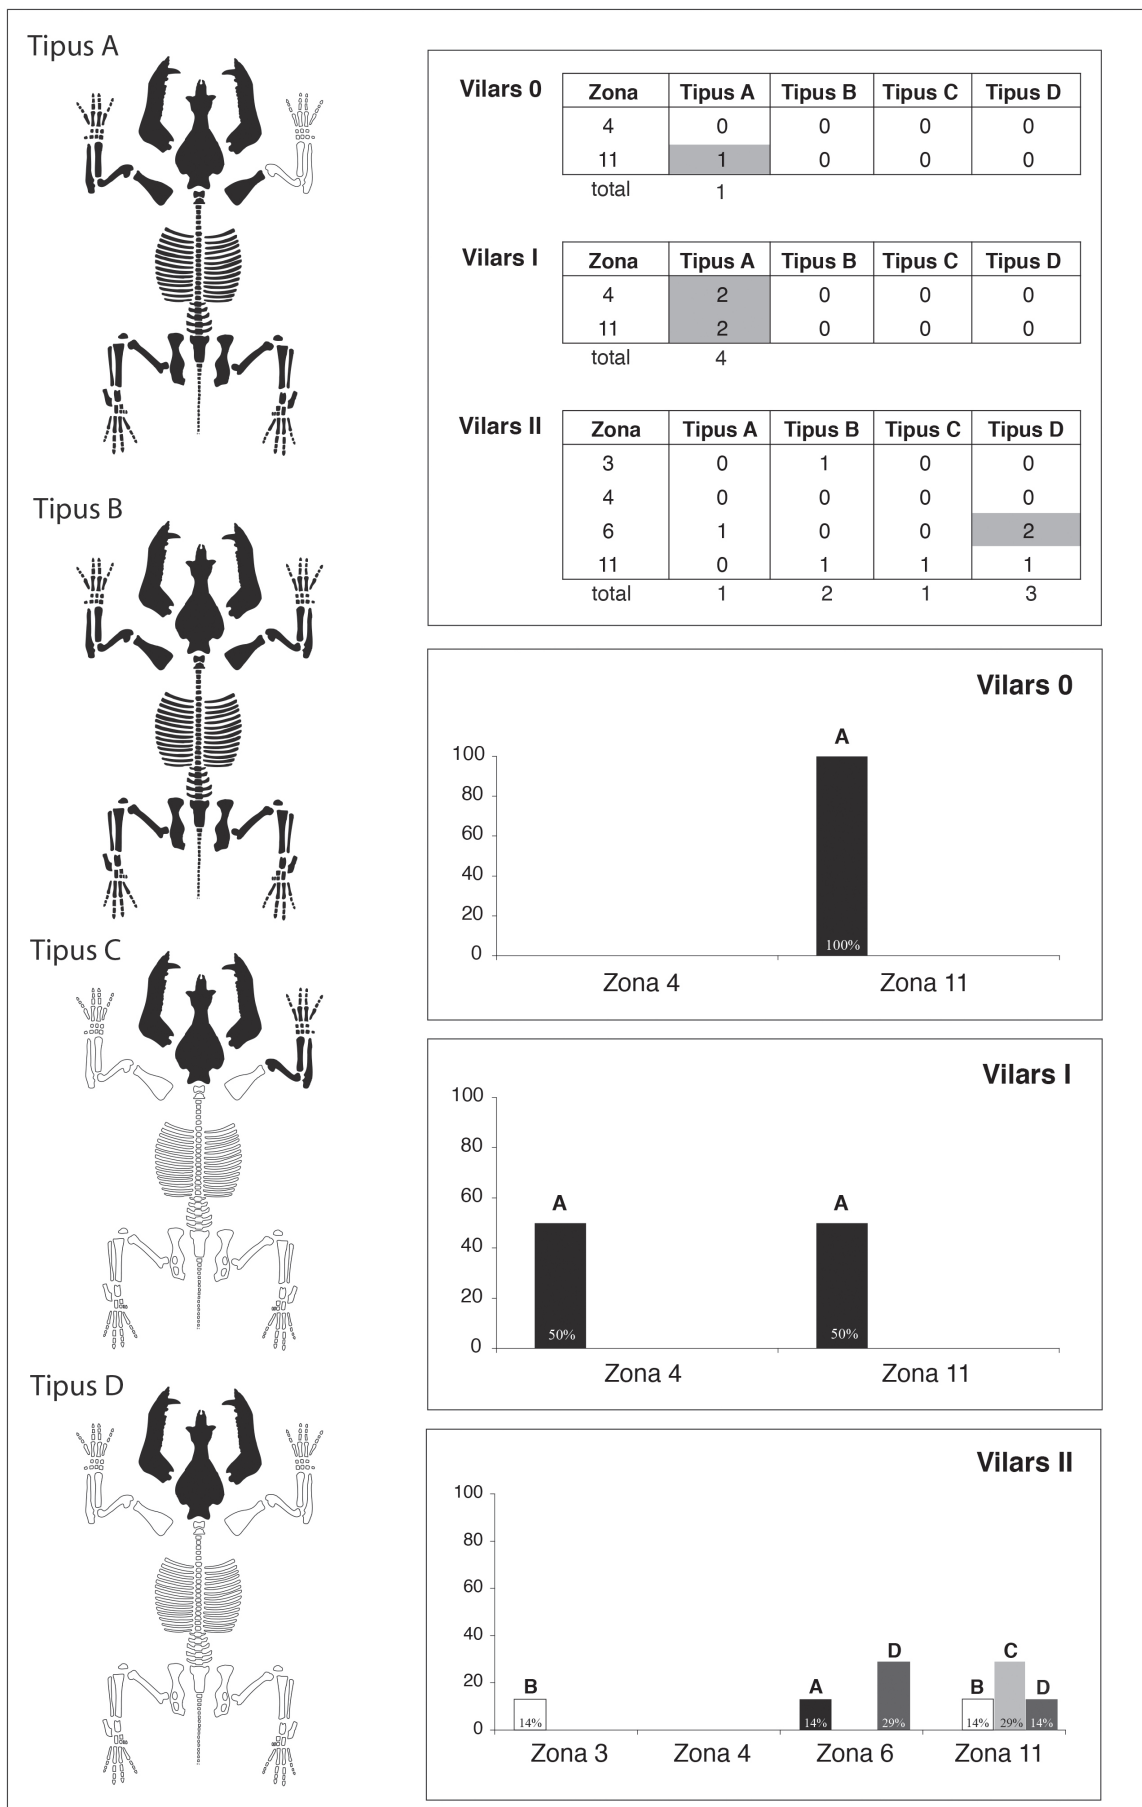 Tipus A
Tipus B
Tipus C
Tipus D
Vilars 0
Zona Tipus A Tipus B Tipus C Tipus D
4 0 0 0 0
11 1 0 0 0
total 1
Vilars I
Zona Tipus A Tipus B Tipus C Tipus D
4 2 0 0 0
11 2 0 0 0
total 4
Vilars II
Zona Tipus A Tipus B Tipus C Tipus D
3 0 1 0 0
4 0 0 0 0
6 1 0 0 2
11 0 1 1 1
total 1 2 1 3
Vilars 0
A
100
80
60
40
20
0
100%
Zona 4 Zona 11
Vilars I
100
80
60
40
20
0
A A
50% 50%
Zona 4 Zona 11
Vilars II
100
80
60
40
20
0
B A D B C D
14% 14% 29% 14% 29% 14%
Zona 3 Zona 4 Zona 6 Zona 11